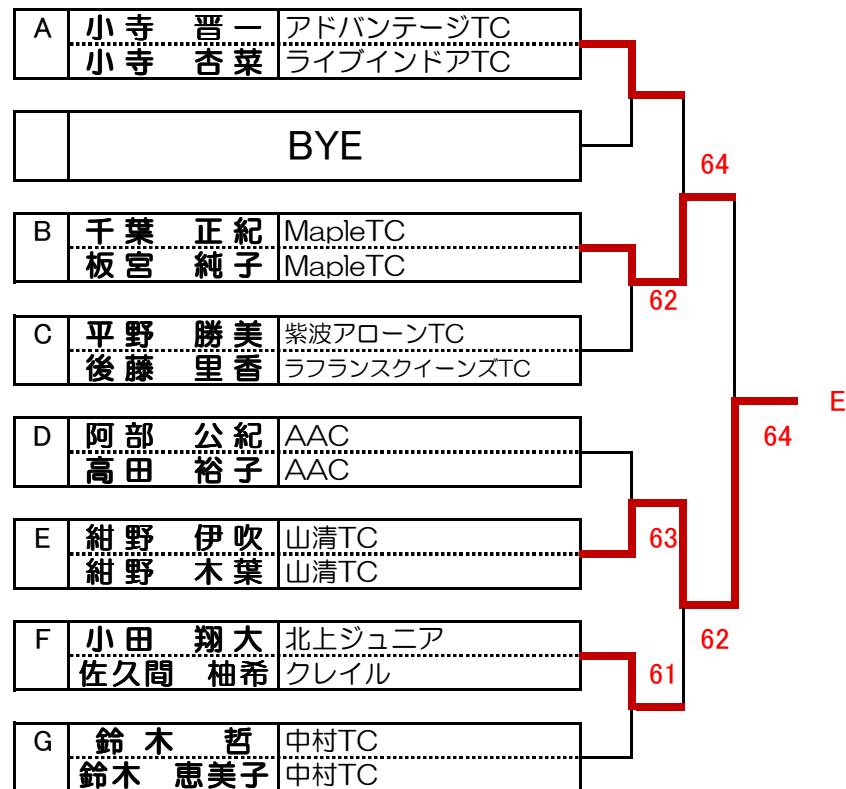 A 小寺 晋一 アドバンテージTC
小寺 杏菜 ライブインドアTC
BYE
64
B 千葉 正紀 MapleTC
板宮 純子 MapleTC
62
C 平野 勝美 紫波アローンTC
後藤 里香 ラフランスクイーンズTC
E
D 阿部 公紀 AAC
64
高田 裕子 AAC
E 紺野 伊吹 山清TC
63
紺野 木葉 山清TC
F 小田 翔大 北上ジュニア
62
佐久間 柚希 クレイル
61
G 鈴木 哲 中村TC
鈴木 恵美子 中村TC